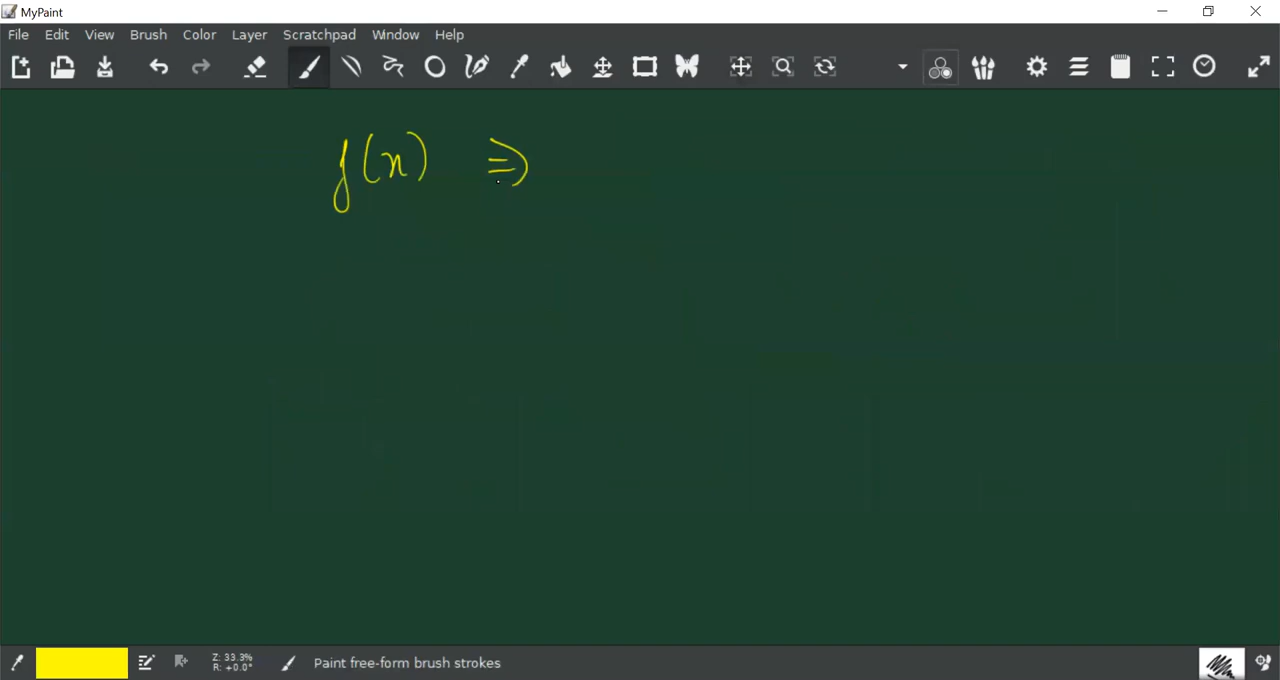 MyPaint
File Edit View Brush Color Layer Scratchpad Window Help
f(x) ⇒
Z: 33.3%
R: +0.0°
Paint free-form brush strokes